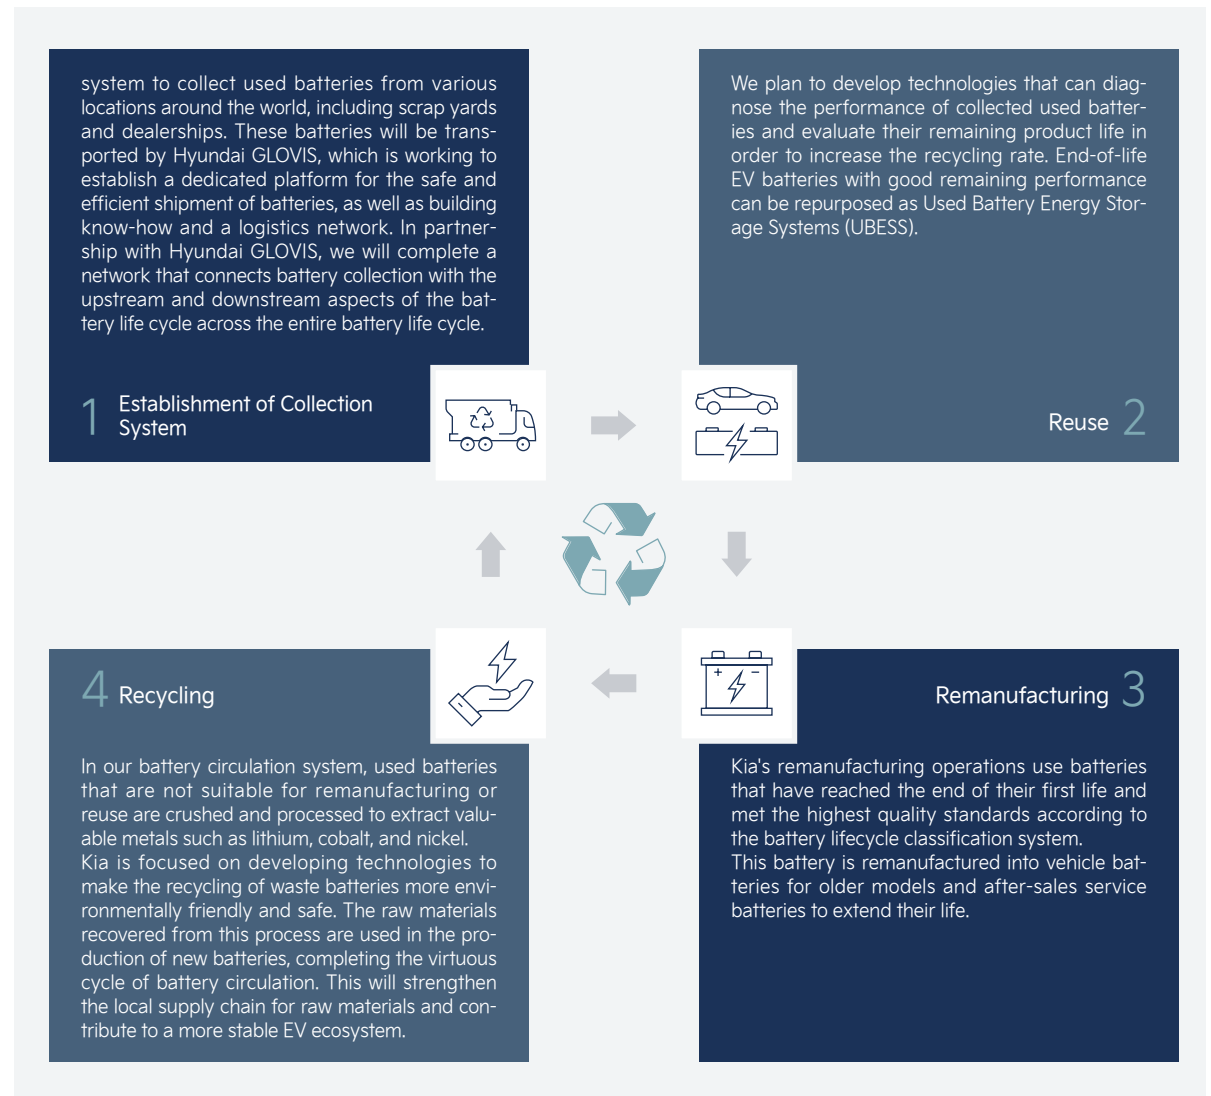 system to collect used batteries from various
locations around the world, including scrap yards
and dealerships. These batteries will be trans-
ported by Hyundai GLOVIS, which is working to
establish a dedicated platform for the safe and
efficient shipment of batteries, as well as building
know-how and a logistics network. In partner-
ship with Hyundai GLOVIS, we will complete a
network that connects battery collection with the
upstream and downstream aspects of the bat-
tery life cycle across the entire battery life cycle.
1 Establishment of Collection
System
We plan to develop technologies that can diag-
nose the performance of collected used batter-
ies and evaluate their remaining product life in
order to increase the recycling rate. End-of-life
EV batteries with good remaining performance
can be repurposed as Used Battery Energy Stor-
age Systems (UBESS).
Reuse 2
Remanufacturing 3
Kia's remanufacturing operations use batteries
that have reached the end of their first life and
met the highest quality standards according to
the battery lifecycle classification system.
This battery is remanufactured into vehicle bat-
teries for older models and after-sales service
batteries to extend their life.
4 Recycling
In our battery circulation system, used batteries
that are not suitable for remanufacturing or
reuse are crushed and processed to extract valu-
able metals such as lithium, cobalt, and nickel.
Kia is focused on developing technologies to
make the recycling of waste batteries more envi-
ronmentally friendly and safe. The raw materials
recovered from this process are used in the pro-
duction of new batteries, completing the virtuous
cycle of battery circulation. This will strengthen
the local supply chain for raw materials and con-
tribute to a more stable EV ecosystem.